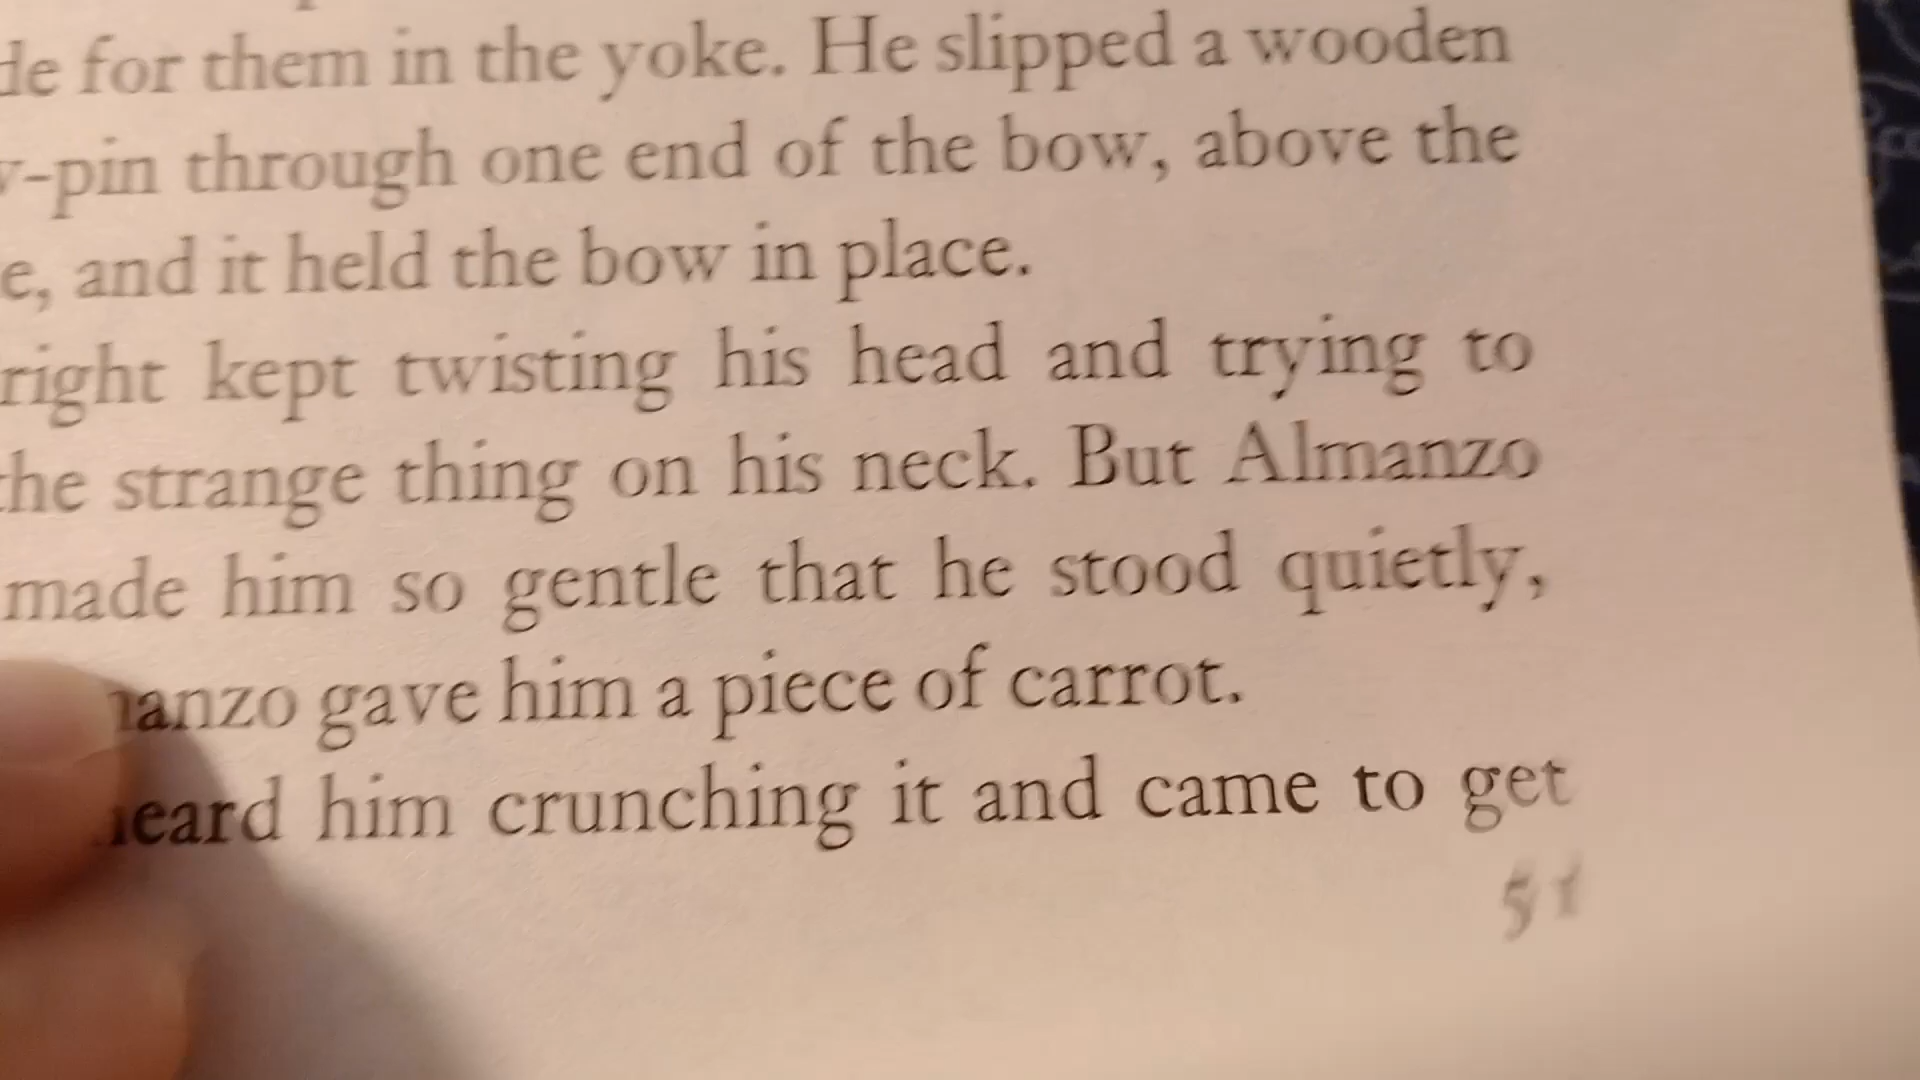 de for them in the yoke. He slipped a wooden
-pin through one end of the bow, above the
e, and it held the bow in place.
right kept twisting his head and trying to
the strange thing on his neck. But Almanzo
made him so gentle that he stood quietly,
anzo gave him a piece of carrot.
eard him crunching it and came to get
51